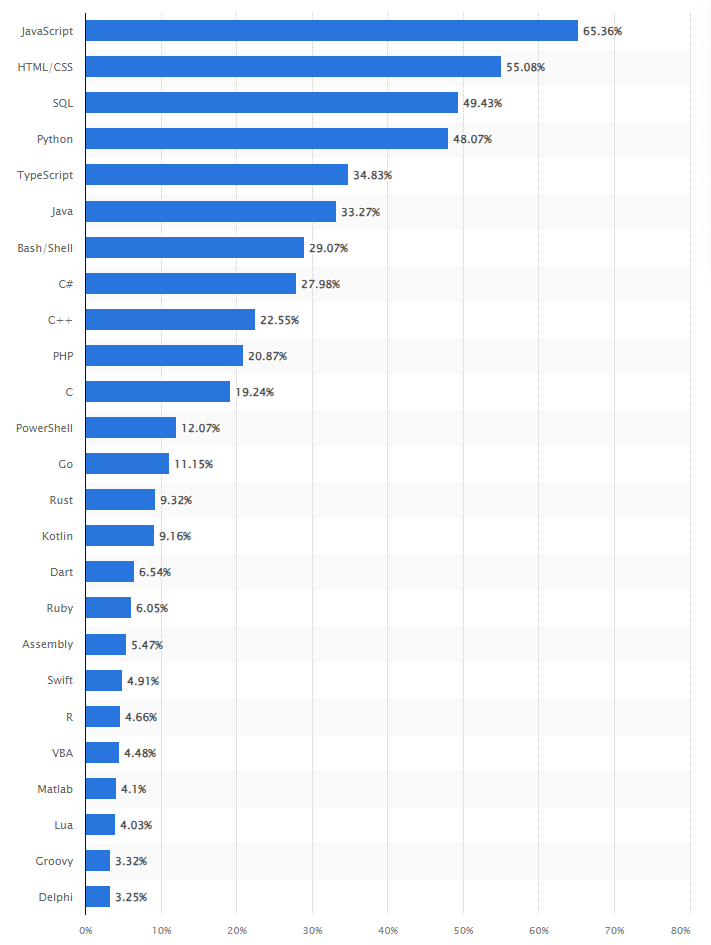 JavaScript 65.36%
HTML/CSS 55.08%
SQL 49.43%
Python 48.07%
TypeScript 34.83%
Java 33.27%
Bash/Shell 29.07%
C# 27.98%
C++ 22.55%
PHP 20.87%
C 19.24%
PowerShell 12.07%
Go 11.15%
Rust 9.32%
Kotlin 9.16%
Dart 6.54%
Ruby 6.05%
Assembly 5.47%
Swift 4.91%
R 4.66%
VBA 4.48%
Matlab 4.1%
Lua 4.03%
Groovy 3.32%
Delphi 3.25%
0% 10% 20% 30% 40% 50% 60% 70% 80%